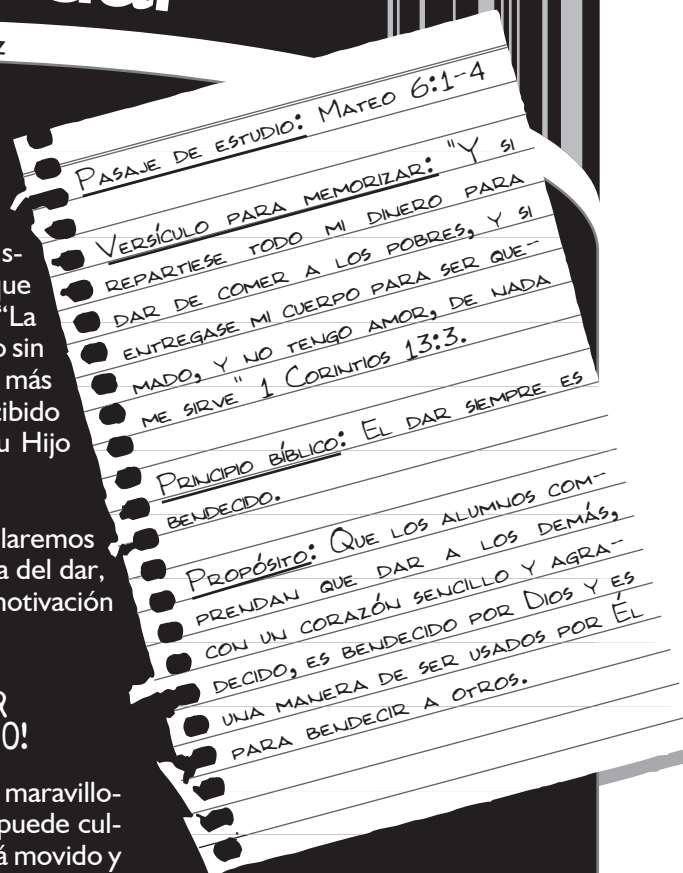 dar
z
s-
que
“La
o sin
más
cibido
u Hijo
laremos
a del dar,
motivación
R
O!
maravillo-
puede cul-
á movido y
Pasaje de estudio: Mateo 6:1-4
Versículo para memorizar: "Y si
repartiese todo mi dinero para
dar de comer a los pobres, y si
entregase mi cuerpo para ser que-
mado, y no tengo amor, de nada
me sirve" 1 Corintios 13:3.
Principio bíblico: El dar siempre es
bendecido.
Propósito: Que los alumnos com-
prendan que dar a los demás,
con un corazón sencillo y agra-
decido, es bendecido por Dios y es
una manera de ser usados por Él
para bendecir a otros.